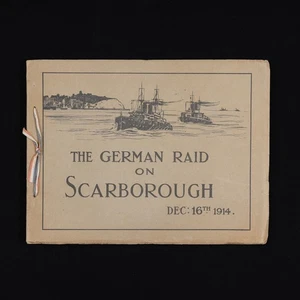 THE GERMAN RAID
ON
SCARBOROUGH
DEC: 16TH 1914.